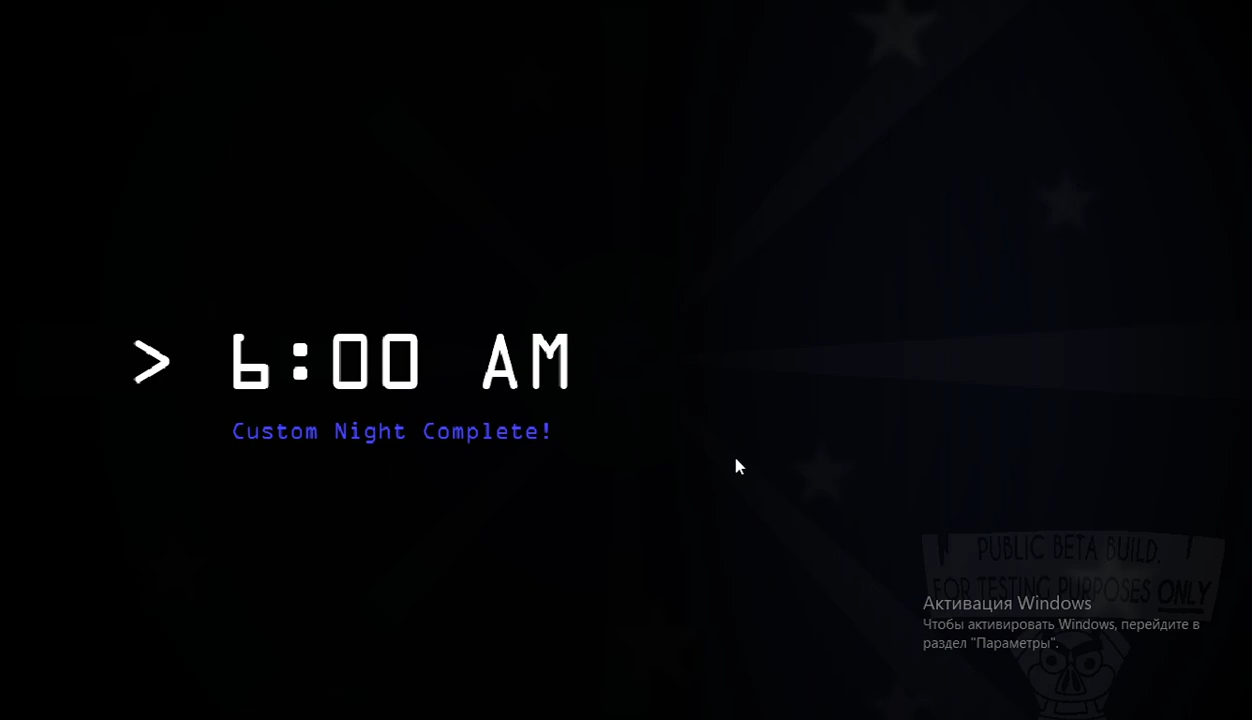 > 6:00 AM
Custom Night Complete!
PUBLIC BETA BUILD.
FOR TESTING PURPOSES ONLY
Активация Windows
Чтобы активировать Windows, перейдите в
раздел "Параметры".